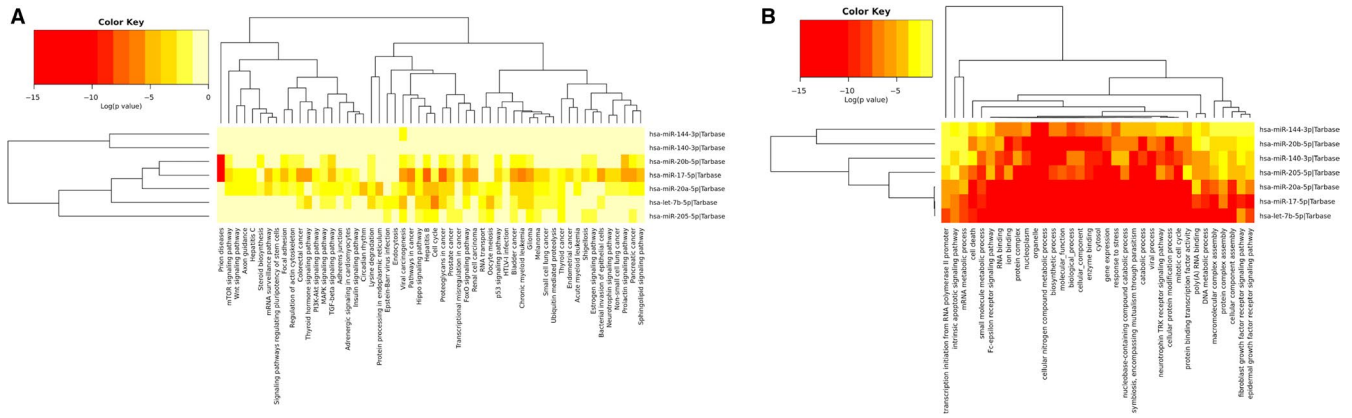 A
Color Key
−15
−10
−5
0
Log(p value)
hsa-miR-144-3p|Tarbase
hsa-miR-140-3p|Tarbase
hsa-miR-20b-5p|Tarbase
hsa-miR-17-5p|Tarbase
hsa-miR-20a-5p|Tarbase
hsa-let-7b-5p|Tarbase
hsa-miR-205-5p|Tarbase
Prion diseases
mTOR signaling pathway
Wnt signaling pathway
Axon guidance
Hepatitis C
Steroid biosynthesis
mRNA surveillance pathway
Signaling pathways regulating pluripotency of stem cells
Focal adhesion
Regulation of actin cytoskeleton
Colorectal cancer
Thyroid hormone signaling pathway
PI3K-Akt signaling pathway
MAPK signaling pathway
TGF-beta signaling pathway
Adherens junction
Adrenergic signaling in cardiomyocytes
Insulin signaling pathway
Circadian rhythm
Lysine degradation
Protein processing in endoplasmic reticulum
Epstein-Barr virus infection
Endocytosis
Viral carcinogenesis
Pathways in cancer
Hippo signaling pathway
Hepatitis B
Cell cycle
Proteoglycans in cancer
Prostate cancer
Transcriptional misregulation in cancer
FoxO signaling pathway
Renal cell carcinoma
RNA transport
Oocyte meiosis
p53 signaling pathway
HTLV-I infection
Bladder cancer
Chronic myeloid leukemia
Glioma
Melanoma
Small cell lung cancer
Ubiquitin mediated proteolysis
Thyroid cancer
Endometrial cancer
Acute myeloid leukemia
Shigellosis
Estrogen signaling pathway
Bacterial invasion of epithelial cells
Neurotrophin signaling pathway
Non-small cell lung cancer
Prolactin signaling pathway
Pancreatic cancer
Sphingolipid signaling pathway
B
Color Key
−15
−10
−5
Log(p value)
hsa-miR-144-3p|Tarbase
hsa-miR-20b-5p|Tarbase
hsa-miR-140-3p|Tarbase
hsa-miR-205-5p|Tarbase
hsa-miR-20a-5p|Tarbase
hsa-miR-17-5p|Tarbase
hsa-let-7b-5p|Tarbase
transcription initiation from RNA polymerase II promoter
intrinsic apoptotic signaling pathway
mRNA metabolic process
cell death
small molecule metabolic process
Fc-epsilon receptor signaling pathway
RNA binding
ion binding
protein complex
nucleoplasm
organelle
cellular nitrogen compound metabolic process
biosynthetic process
molecular_function
biological_process
cellular_component
enzyme binding
cytosol
gene expression
response to stress
nucleobase-containing compound catabolic process
symbiosis, encompassing mutualism through parasitism
catabolic process
viral process
neurotrophin TRK receptor signaling pathway
cellular protein modification process
mitotic cell cycle
protein binding transcription factor activity
poly(A) RNA binding
DNA metabolic process
macromolecular complex assembly
protein complex assembly
cellular component assembly
fibroblast growth factor receptor signaling pathway
epidermal growth factor receptor signaling pathway